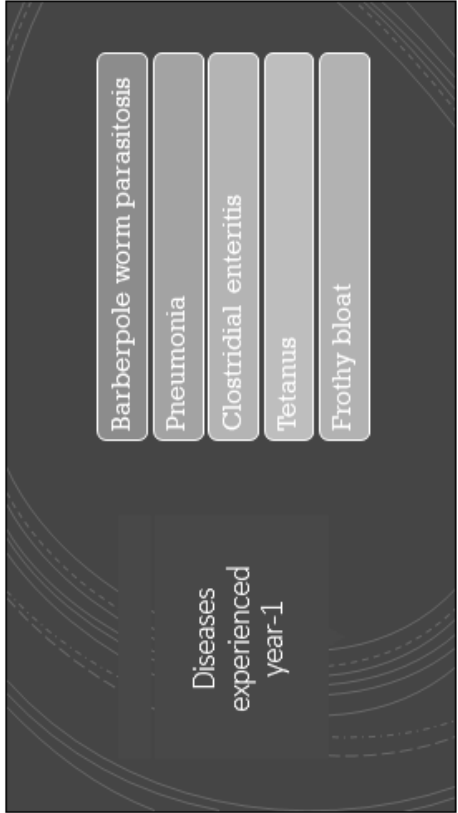 Diseases
experienced
year-1
Barberpole worm parasitosis
Pneumonia
Clostridial enteritis
Tetanus
Frothy bloat